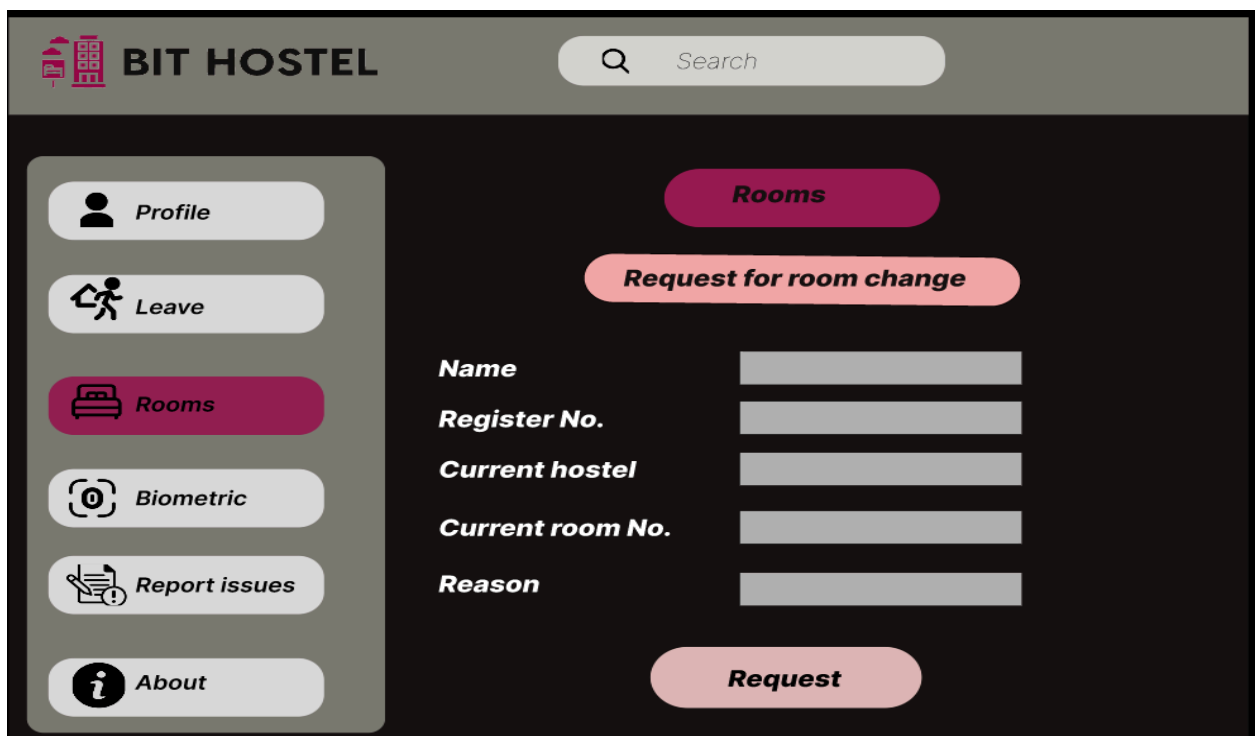 BIT HOSTEL
Search
Profile
Leave
Rooms
Biometric
Report issues
About
Rooms
Request for room change
Name
Register No.
Current hostel
Current room No.
Reason
Request